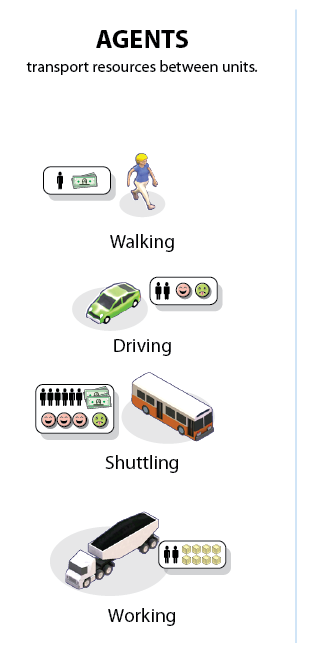 AGENTS
transport resources between units.
Walking
Driving
Shuttling
Working